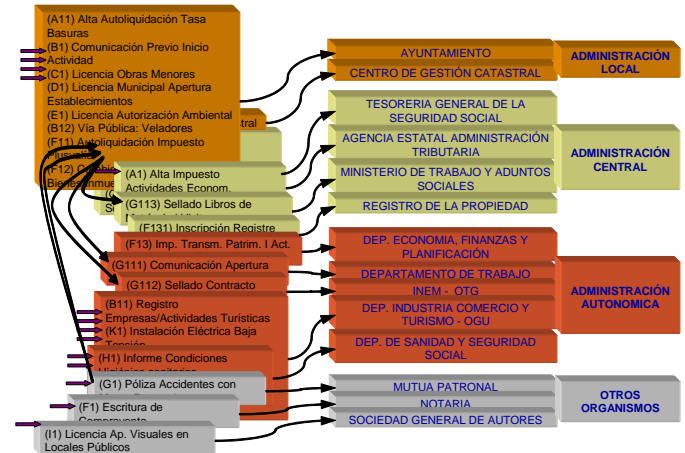 (A11) Alta Autoliquidación Tasa
Basuras
(B1) Comunicación Previo Inicio
Actividad
(C1) Licencia Obras Menores
(D1) Licencia Municipal Apertura
Establecimientos
(E1) Licencia Autorización Ambiental
(B12) Vía Pública: Veladores
(F11) Autoliquidación Impuesto
Plusvalía
(F12)
(A1) Alta Impuesto
Actividades Econom.
(G113) Sellado Libros de
(F131) Inscripción Registre
(F13) Imp. Transm. Patrim. I Act.
(G111) Comunicación Apertura
(G112) Sellado Contracto
(B11) Registro
Empresas/Actividades Turísticas
(K1) Instalación Eléctrica Baja
Tensión
(H1) Informe Condiciones
Higiénico sanitarias
(G1) Póliza Accidentes con
(F1) Escritura de
Compraventa
(I1) Licencia Ap. Visuales en
Locales Públicos
AYUNTAMIENTO
CENTRO DE GESTIÓN CATASTRAL
TESORERIA GENERAL DE LA
SEGURIDAD SOCIAL
AGENCIA ESTATAL ADMINISTRACIÓN
TRIBUTARIA
MINISTERIO DE TRABAJO Y ADUNTOS
SOCIALES
REGISTRO DE LA PROPIEDAD
DEP. ECONOMIA, FINANZAS Y
PLANIFICACIÓN
DEPARTAMENTO DE TRABAJO
INEM - OTG
DEP. INDUSTRIA COMERCIO Y
TURISMO - OGU
DEP. DE SANIDAD Y SEGURIDAD
SOCIAL
MUTUA PATRONAL
NOTARIA
SOCIEDAD GENERAL DE AUTORES
ADMINISTRACIÓN
LOCAL
ADMINISTRACIÓN
CENTRAL
ADMINISTRACIÓN
AUTONOMICA
OTROS
ORGANISMOS